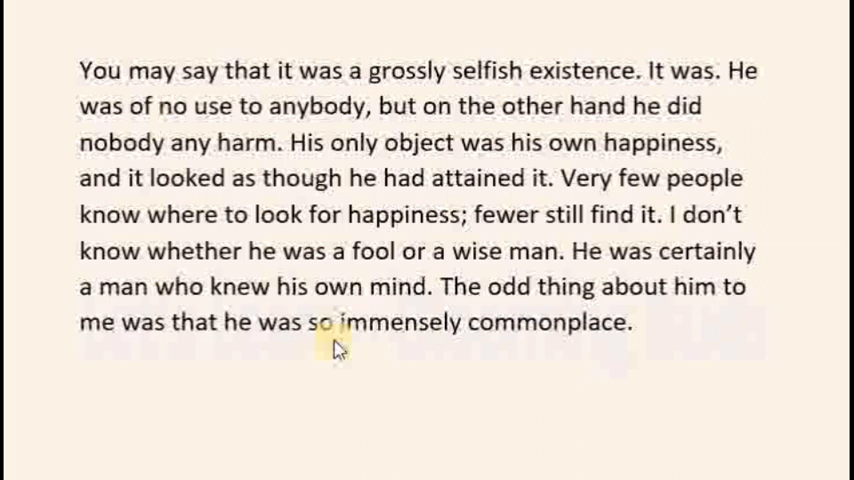 You may say that it was a grossly selfish existence. It was. He
was of no use to anybody, but on the other hand he did
nobody any harm. His only object was his own happiness,
and it looked as though he had attained it. Very few people
know where to look for happiness; fewer still find it. I don’t
know whether he was a fool or a wise man. He was certainly
a man who knew his own mind. The odd thing about him to
me was that he was so immensely commonplace.